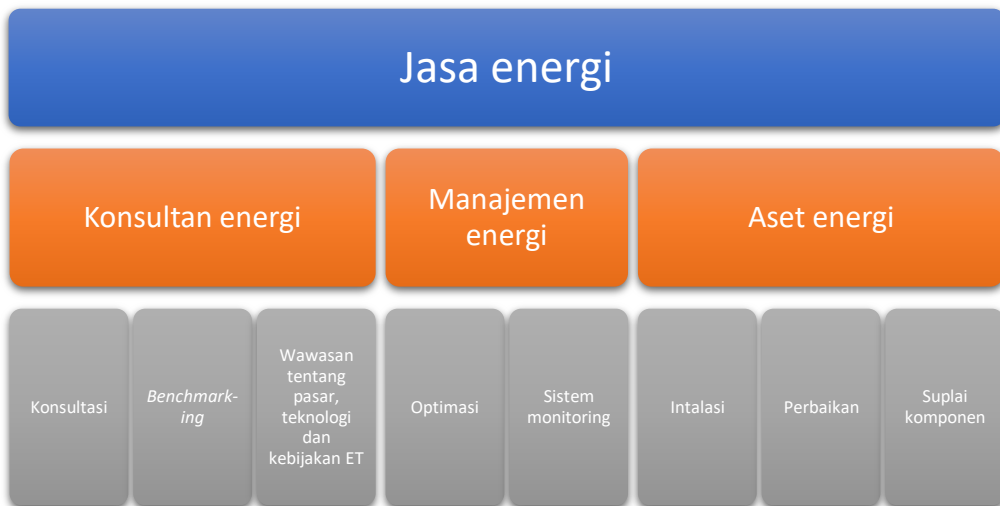 Jasa energi
Konsultan energi
Manajemen
energi
Aset energi
Konsultasi
Benchmark-
ing
Wawasan
tentang
pasar,
teknologi
dan
kebijakan ET
Optimasi
Sistem
monitoring
Intalasi
Perbaikan
Suplai
komponen